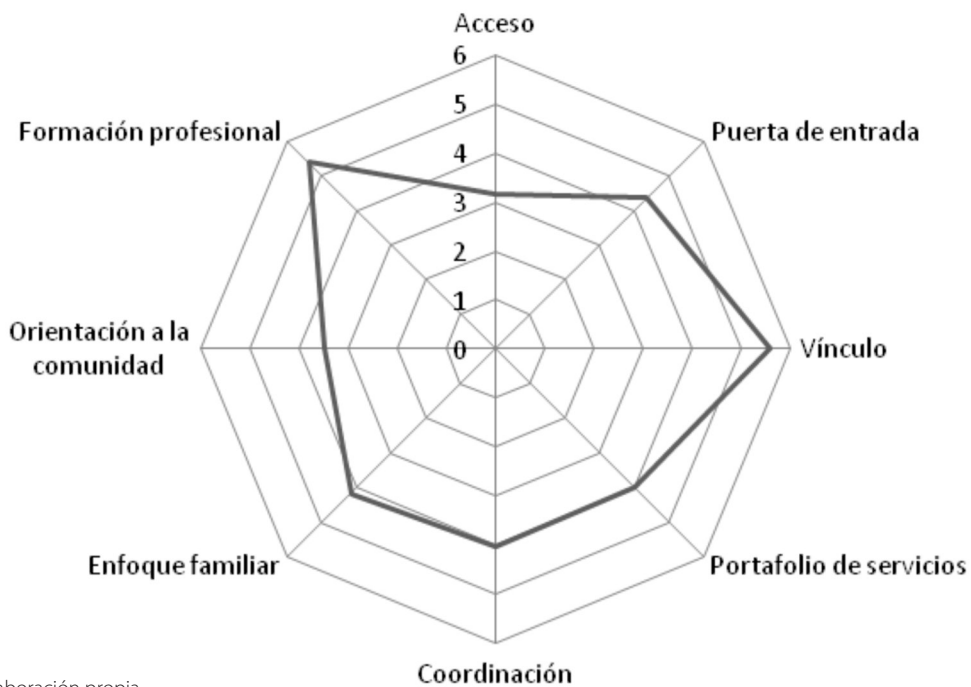 Acceso
6
Formación profesional
Puerta de entrada
5
4
3
2
1
Orientación a la
comunidad
0
Vínculo
Enfoque familiar
Portafolio de servicios
Coordinación
propia